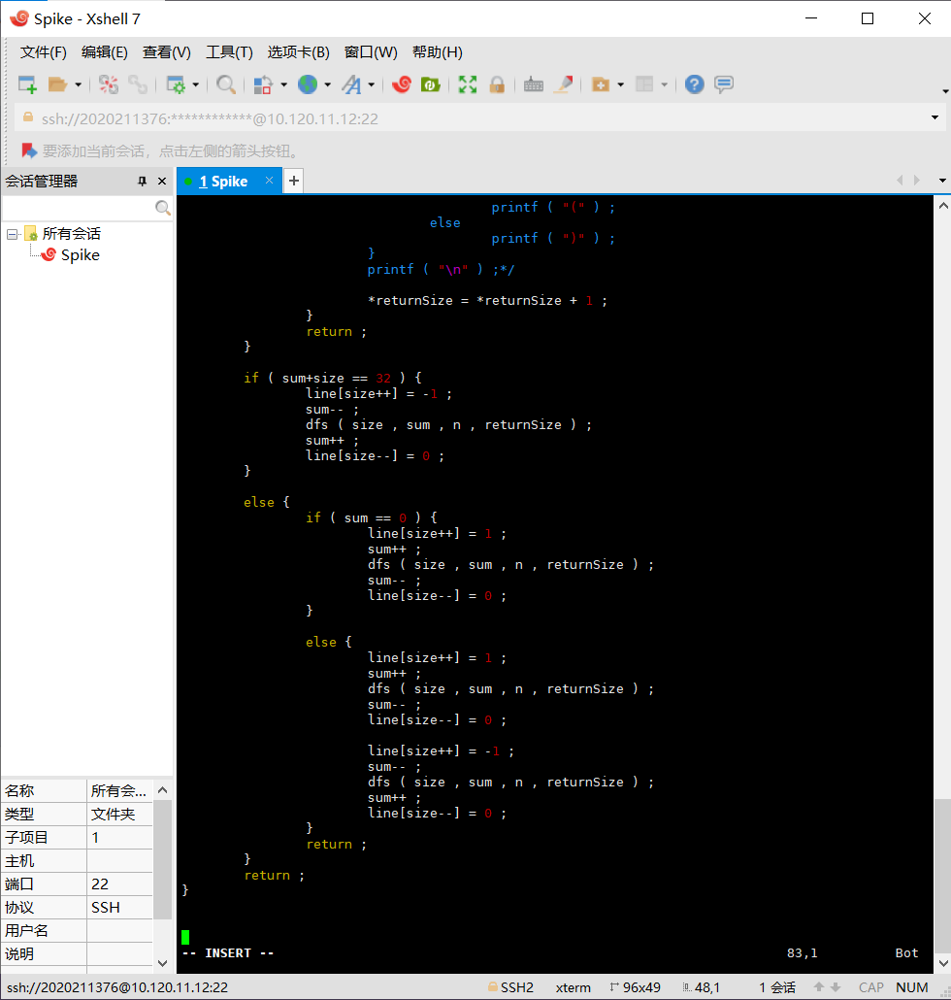 Spike - Xshell 7
文件(F) 编辑(E) 查看(V) 工具(T) 选项卡(B) 窗口(W) 帮助(H)
ssh://2020211376:************@10.120.11.12:22
要添加当前会话，点击左侧的箭头按钮。
会话管理器
1 Spike
所有会话
Spike
名称 所有会...
类型 文件夹
子项目 1
主机
端口 22
协议 SSH
用户名
说明
printf ( "(" ) ;
else
printf ( ")" ) ;
}
printf ( "\n" ) ;*/
*returnSize = *returnSize + 1 ;
}
return ;
}
if ( sum+size == 32 ) {
line[size++] = -1 ;
sum-- ;
dfs ( size , sum , n , returnSize ) ;
sum++ ;
line[size--] = 0 ;
}
else {
if ( sum == 0 ) {
line[size++] = 1 ;
sum++ ;
dfs ( size , sum , n , returnSize ) ;
sum-- ;
line[size--] = 0 ;
}
else {
line[size++] = 1 ;
sum++ ;
dfs ( size , sum , n , returnSize ) ;
sum-- ;
line[size--] = 0 ;
line[size++] = -1 ;
sum-- ;
dfs ( size , sum , n , returnSize ) ;
sum++ ;
line[size--] = 0 ;
}
return ;
}
return ;
}
-- INSERT -- 83,1 Bot
ssh://2020211376@10.120.11.12:22 SSH2 xterm 96x49 48,1 1 会话 CAP NUM